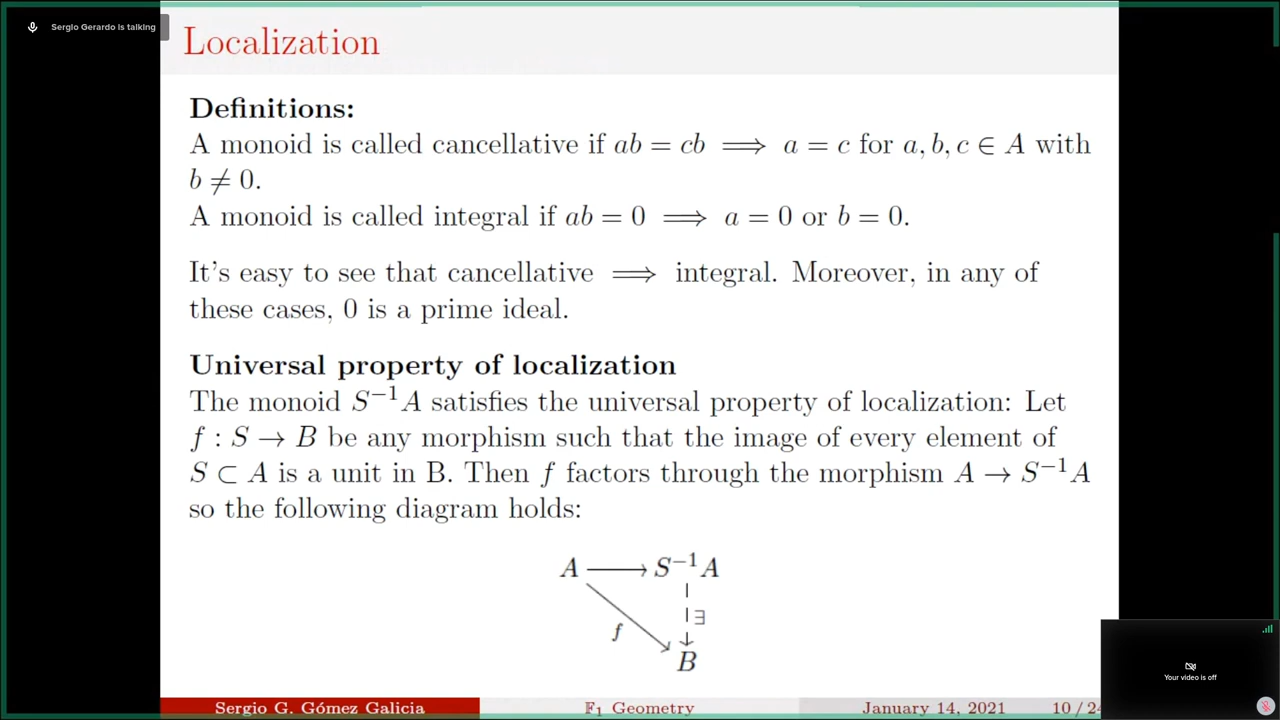 Sergio Gerardo is talking
Localization
Definitions:
A monoid is called cancellative if ab = cb ⟹ a = c for a, b, c ∈ A with
b ≠ 0.
A monoid is called integral if ab = 0 ⟹ a = 0 or b = 0.
It's easy to see that cancellative ⟹ integral. Moreover, in any of
these cases, 0 is a prime ideal.
Universal property of localization
The monoid S⁻¹A satisfies the universal property of localization: Let
f : S → B be any morphism such that the image of every element of
S ⊂ A is a unit in B. Then f factors through the morphism A → S⁻¹A
so the following diagram holds:
A S⁻¹A
∃
f
B
Your video is off
Sergio G. Gómez Galicia 𝔽₁ Geometry January 14, 2021 10 / 24